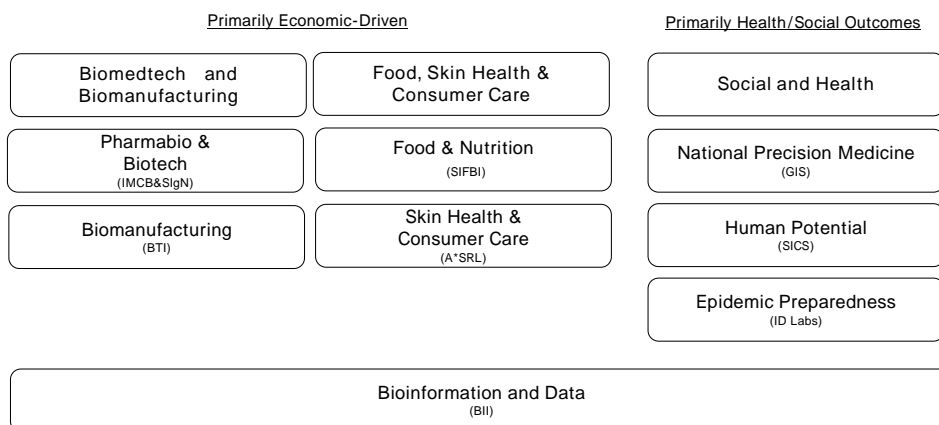 Primarily Economic-Driven
Primarily Health/Social Outcomes
Biomedtech and
Biomanufacturing
Food, Skin Health &
Consumer Care
Social and Health
Pharmabio &
Biotech
(IMCB&SIgN)
Food & Nutrition
(SIFBI)
National Precision Medicine
(GIS)
Biomanufacturing
(BTI)
Skin Health &
Consumer Care
(A*SRL)
Human Potential
(SICS)
Epidemic Preparedness
(ID Labs)
Bioinformation and Data
(BII)